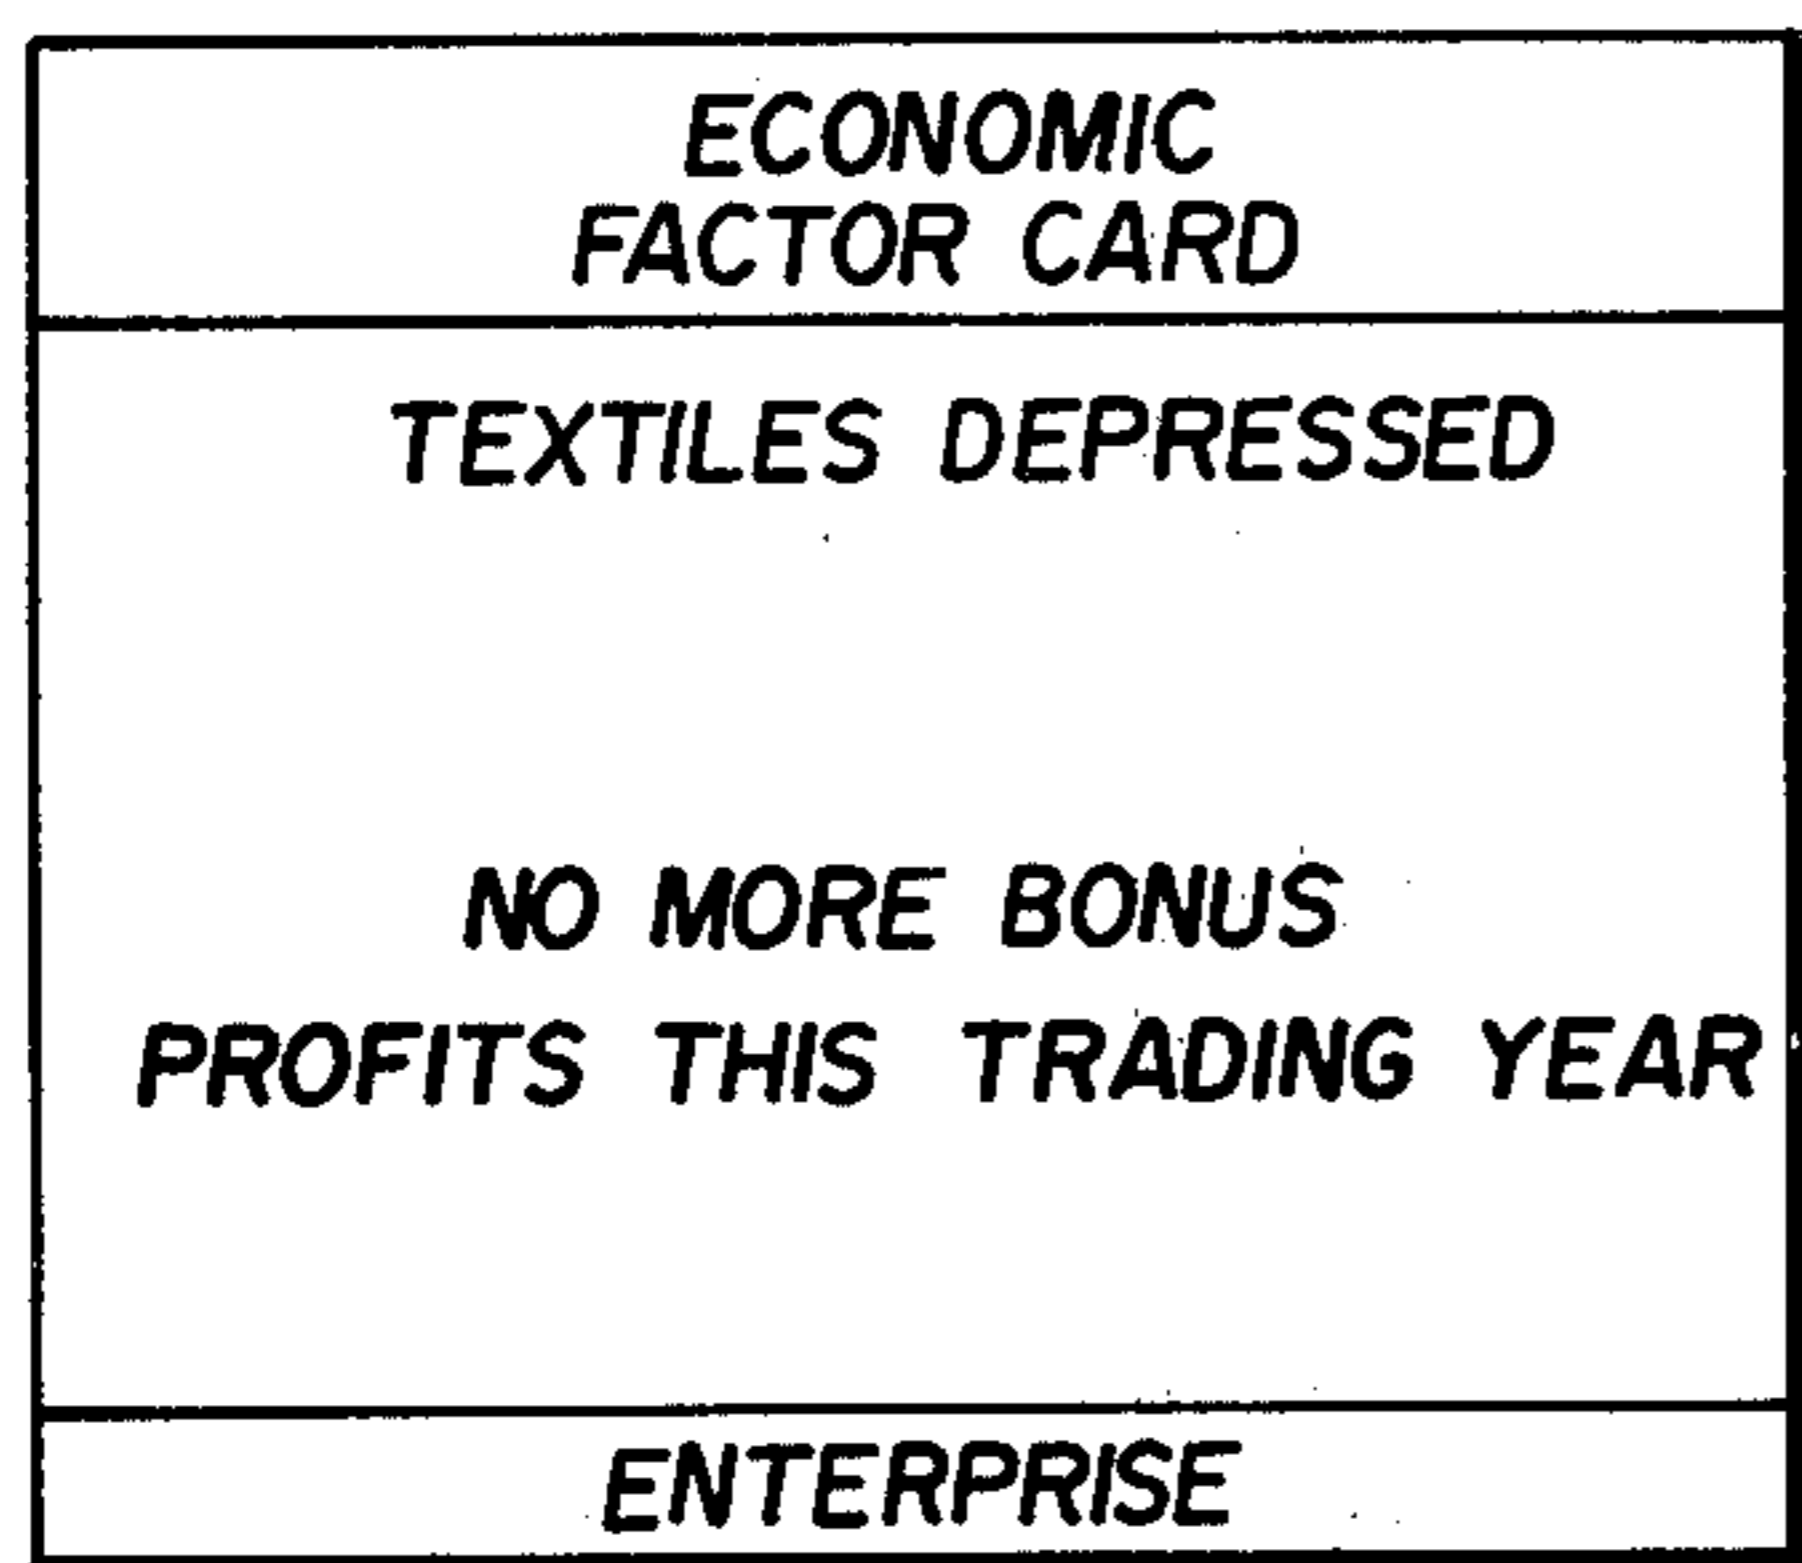 ECONOMIC
FACTOR CARD
TEXTILES DEPRESSED
NO MORE BONUS
PROFITS THIS TRADING YEAR
ENTERPRISE